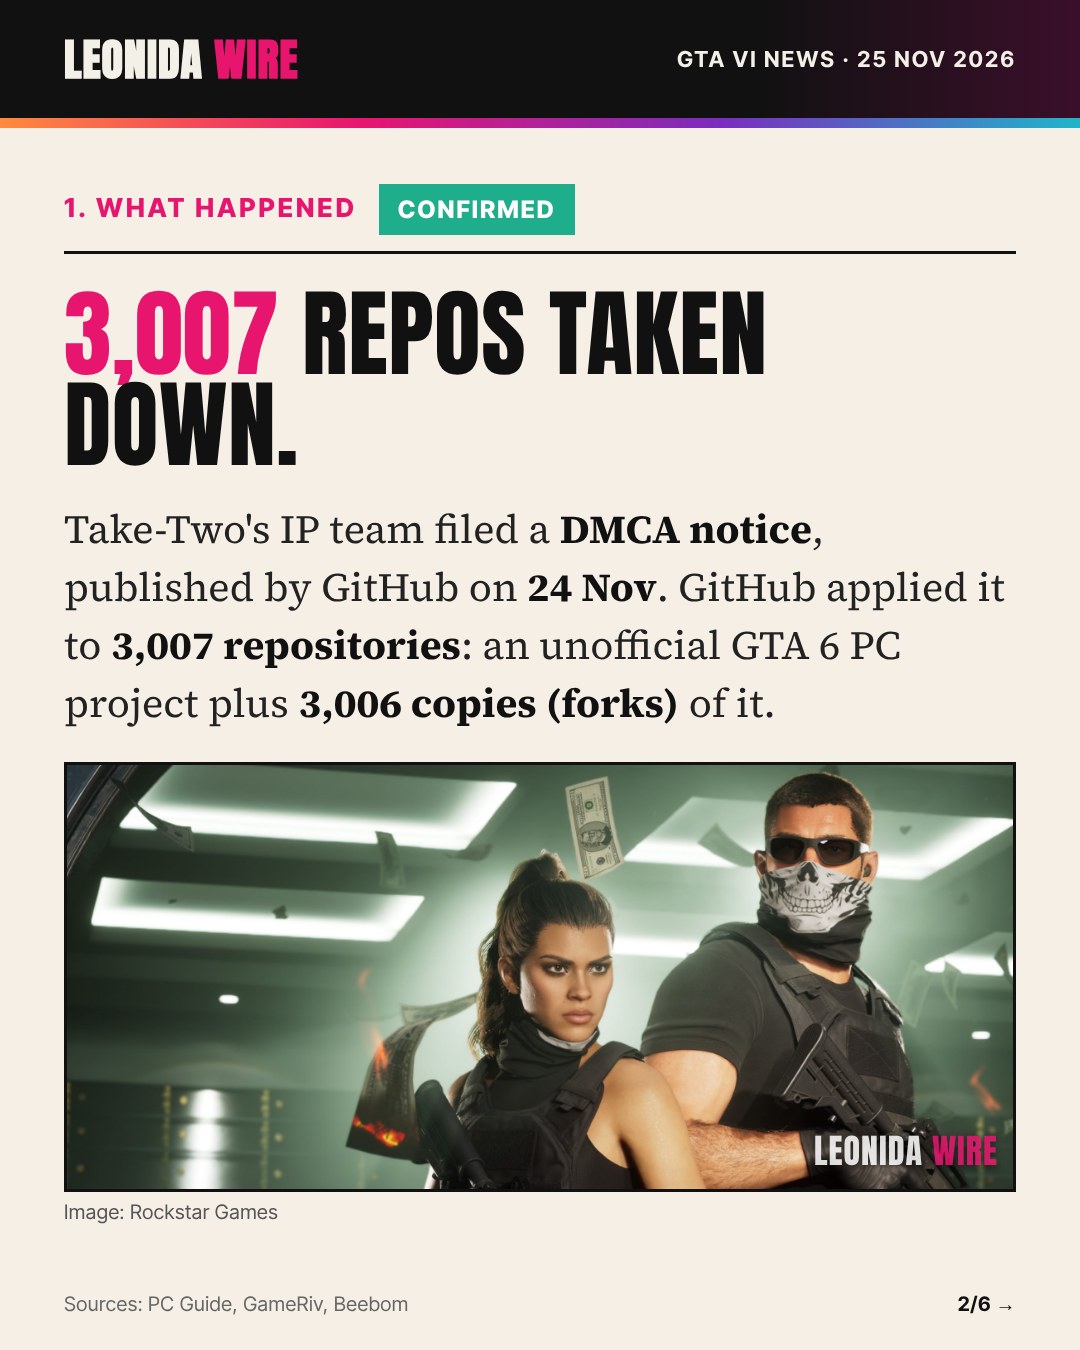 LEONIDA WIRE
GTA VI NEWS · 25 NOV 2026
1. WHAT HAPPENED
CONFIRMED
3,007 REPOS TAKEN
DOWN.
Take-Two's IP team filed a DMCA notice,
published by GitHub on 24 Nov. GitHub applied it
to 3,007 repositories: an unofficial GTA 6 PC
project plus 3,006 copies (forks) of it.
LEONIDA WIRE
Image: Rockstar Games
Sources: PC Guide, GameRiv, Beebom
2/6 →